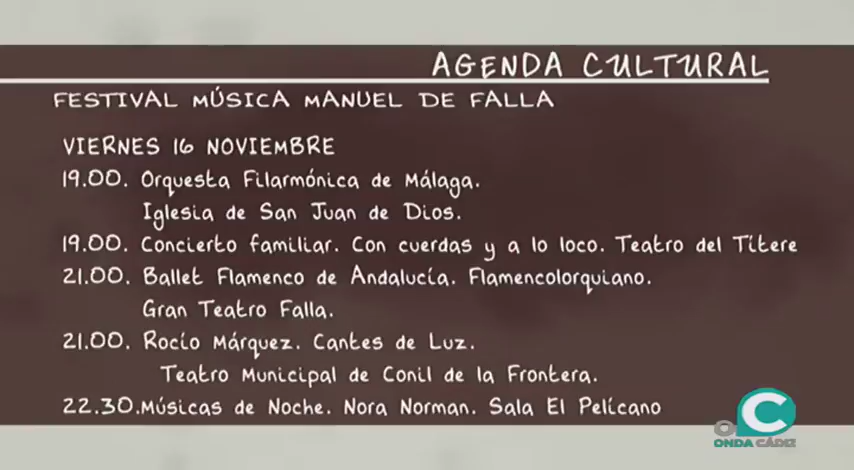 AGENDA CULTURAL
FESTIVAL MÚSICA MANUEL DE FALLA
VIERNES 16 NOVIEMBRE
19.00. Orquesta Filarmónica de Málaga.
Iglesia de San Juan de Dios.
19.00. Concierto familiar. Con cuerdas y a lo loco. Teatro del Títere
21.00. Ballet Flamenco de Andalucía. Flamencolorquiano.
Gran Teatro Falla.
21.00. Rocío Márquez. Cantes de Luz.
Teatro Municipal de Conil de la Frontera.
22.30.Músicas de Noche. Nora Norman. Sala El Pelícano
OC
ONDA CÁDIZ